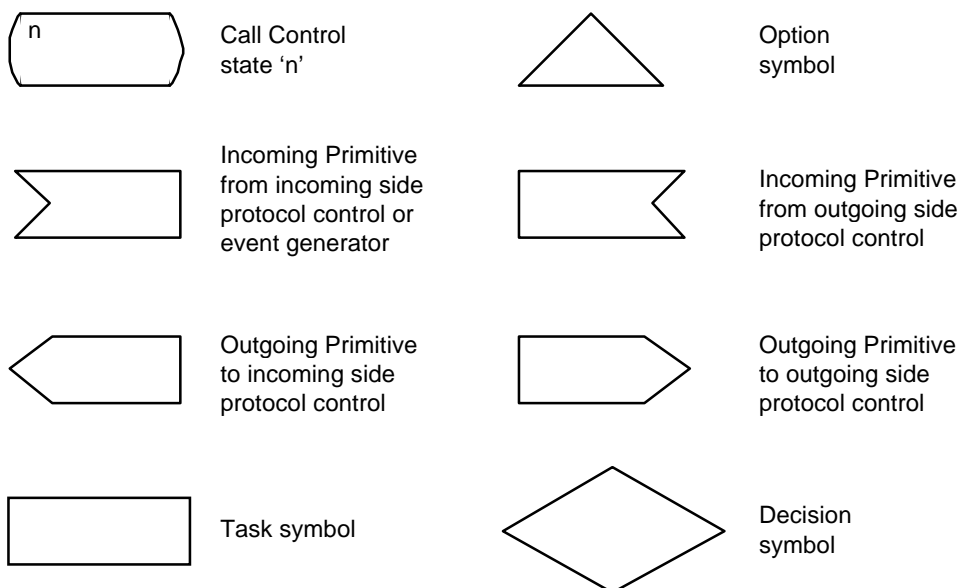 n
Call Control
state ‘n’
Option
symbol
Incoming Primitive
from incoming side
protocol control or
event generator
Incoming Primitive
from outgoing side
protocol control
Outgoing Primitive
to incoming side
protocol control
Outgoing Primitive
to outgoing side
protocol control
Task symbol
Decision
symbol